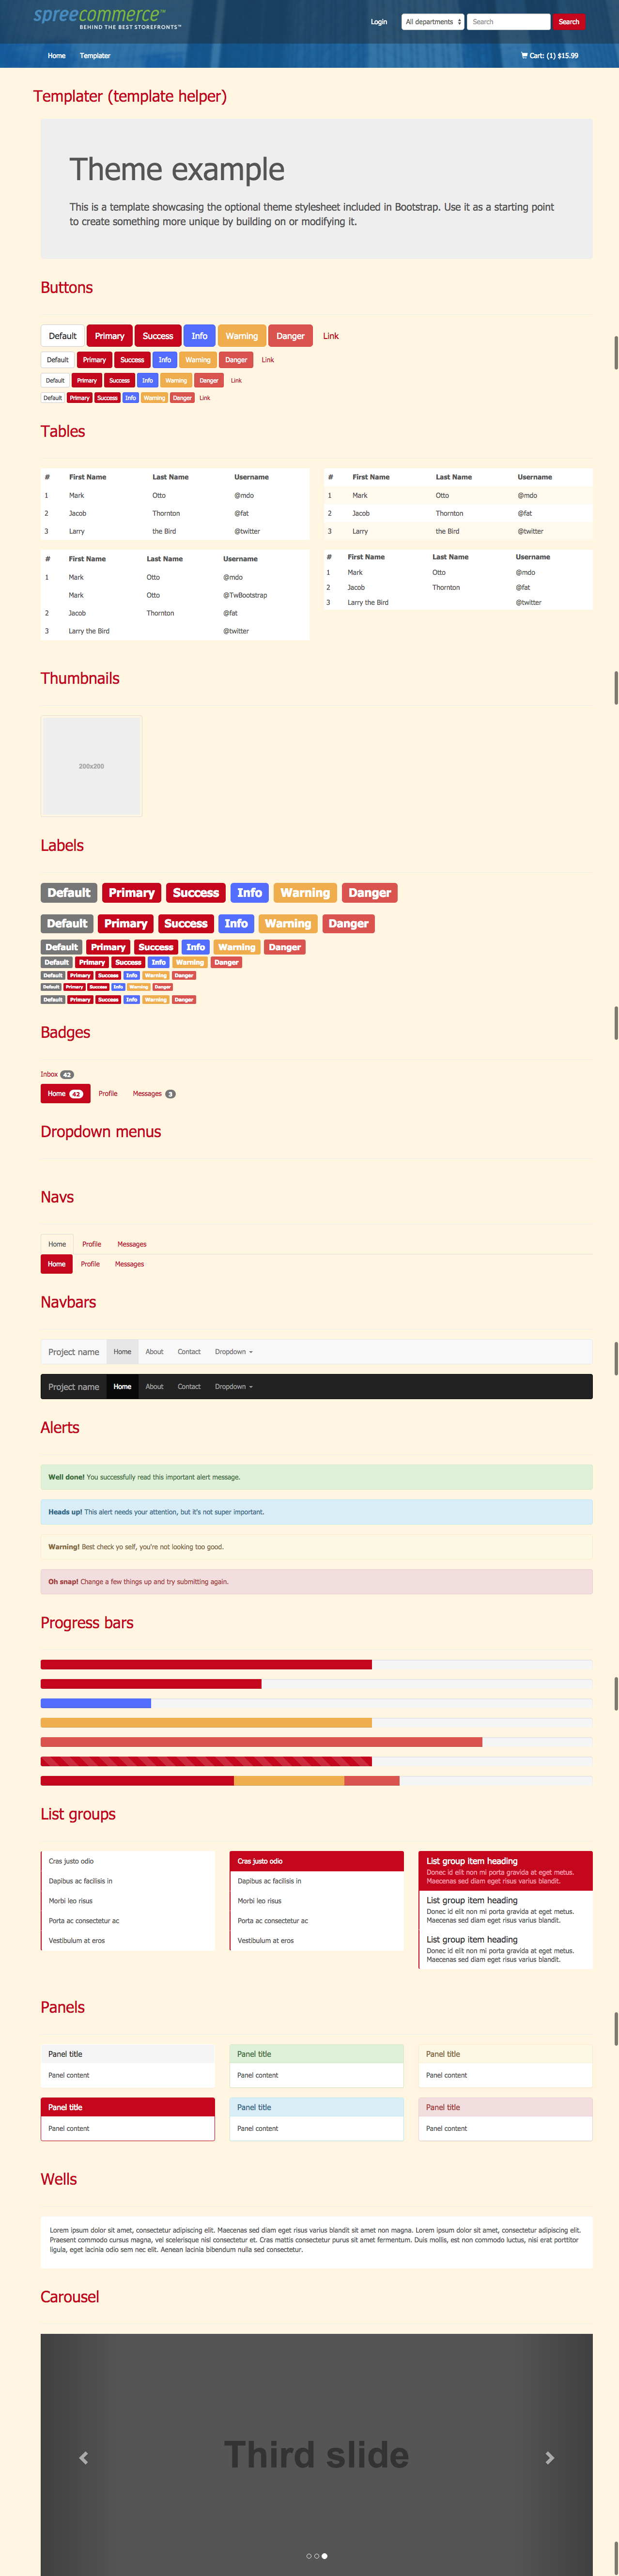 spreecommerce™
BEHIND THE BEST STOREFRONTS™
Login All departments Search Search
Home Templater Cart: (1) $15.99
Templater (template helper)
Theme example
This is a template showcasing the optional theme stylesheet included in Bootstrap. Use it as a starting point
to create something more unique by building on or modifying it.
Buttons
Default Primary Success Info Warning Danger Link
Default Primary Success Info Warning Danger Link
Default Primary Success Info Warning Danger Link
Default Primary Success Info Warning Danger Link
Tables
# First Name Last Name Username
1 Mark Otto @mdo
2 Jacob Thornton @fat
3 Larry the Bird @twitter
# First Name Last Name Username
1 Mark Otto @mdo
2 Jacob Thornton @fat
3 Larry the Bird @twitter
# First Name Last Name Username
1 Mark Otto @mdo
Mark Otto @TwBootstrap
2 Jacob Thornton @fat
3 Larry the Bird @twitter
# First Name Last Name Username
1 Mark Otto @mdo
2 Jacob Thornton @fat
3 Larry the Bird @twitter
Thumbnails
200x200
Labels
Default Primary Success Info Warning Danger
Default Primary Success Info Warning Danger
Default Primary Success Info Warning Danger
Default Primary Success Info Warning Danger
Default Primary Success Info Warning Danger
Default Primary Success Info Warning Danger
Default Primary Success Info Warning Danger
Badges
Inbox 42
Home 42 Profile Messages 3
Dropdown menus
Navs
Home Profile Messages
Home Profile Messages
Navbars
Project name Home About Contact Dropdown
Project name Home About Contact Dropdown
Alerts
Well done! You successfully read this important alert message.
Heads up! This alert needs your attention, but it's not super important.
Warning! Best check yo self, you're not looking too good.
Oh snap! Change a few things up and try submitting again.
Progress bars
List groups
Cras justo odio
Dapibus ac facilisis in
Morbi leo risus
Porta ac consectetur ac
Vestibulum at eros
Cras justo odio
Dapibus ac facilisis in
Morbi leo risus
Porta ac consectetur ac
Vestibulum at eros
List group item heading
Donec id elit non mi porta gravida at eget metus.
Maecenas sed diam eget risus varius blandit.
List group item heading
Donec id elit non mi porta gravida at eget metus.
Maecenas sed diam eget risus varius blandit.
List group item heading
Donec id elit non mi porta gravida at eget metus.
Maecenas sed diam eget risus varius blandit.
Panels
Panel title
Panel content
Panel title
Panel content
Panel title
Panel content
Panel title
Panel content
Panel title
Panel content
Panel title
Panel content
Wells
Lorem ipsum dolor sit amet, consectetur adipiscing elit. Maecenas sed diam eget risus varius blandit sit amet non magna. Lorem ipsum dolor sit amet, consectetur adipiscing elit.
Praesent commodo cursus magna, vel scelerisque nisl consectetur et. Cras mattis consectetur purus sit amet fermentum. Duis mollis, est non commodo luctus, nisi erat porttitor
ligula, eget lacinia odio sem nec elit. Aenean lacinia bibendum nulla sed consectetur.
Carousel
Third slide